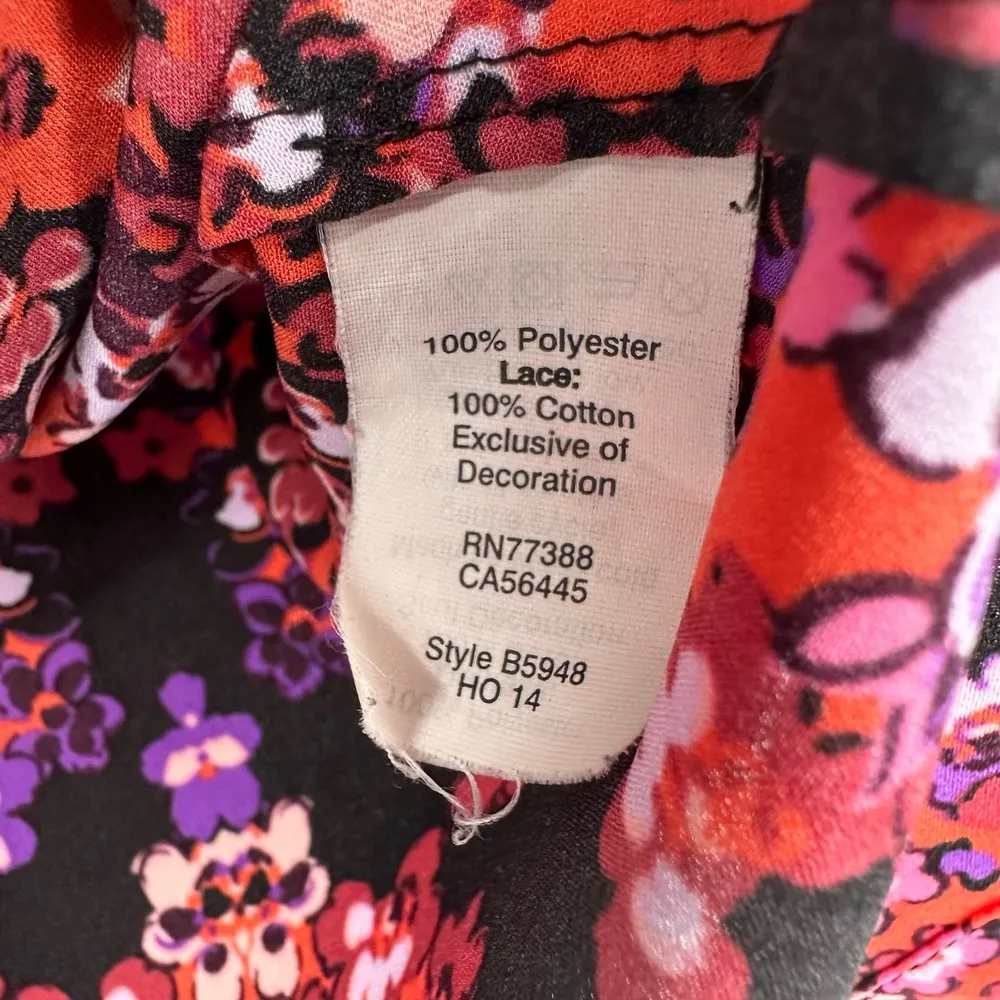 100% Polyester
Lace:
100% Cotton
Exclusive of
Decoration
RN77388
CA56445
Style B5948
HO 14